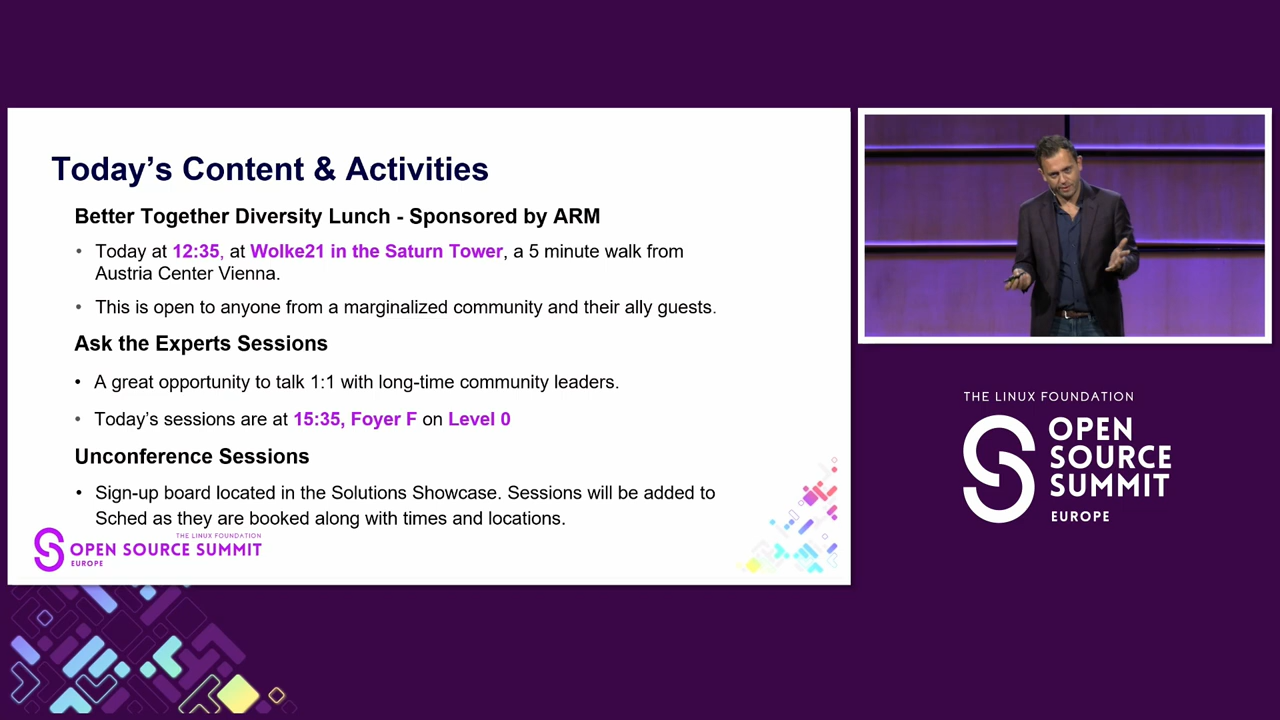 Today's Content & Activities
Better Together Diversity Lunch - Sponsored by ARM
• Today at 12:35, at Wolke21 in the Saturn Tower, a 5 minute walk from
Austria Center Vienna.
• This is open to anyone from a marginalized community and their ally guests.
Ask the Experts Sessions
• A great opportunity to talk 1:1 with long-time community leaders.
• Today's sessions are at 15:35, Foyer F on Level 0
Unconference Sessions
• Sign-up board located in the Solutions Showcase. Sessions will be added to
Sched as they are booked along with times and locations.
THE LINUX FOUNDATION
OPEN SOURCE SUMMIT
EUROPE
THE LINUX FOUNDATION
OPEN
SOURCE
SUMMIT
EUROPE